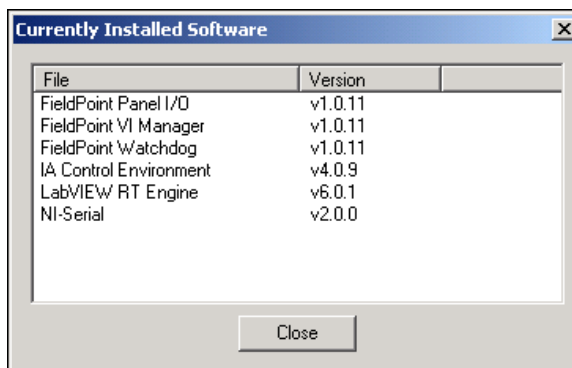 Currently Installed Software
File Version
FieldPoint Panel I/O v1.0.11
FieldPoint VI Manager v1.0.11
FieldPoint Watchdog v1.0.11
IA Control Environment v4.0.9
LabVIEW RT Engine v6.0.1
NI-Serial v2.0.0
Close